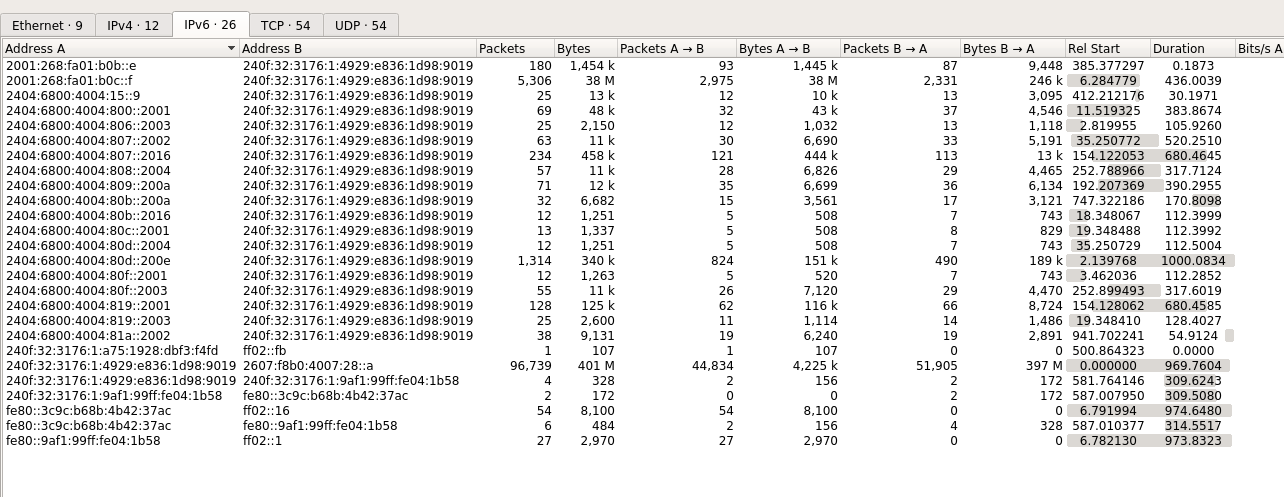 Ethernet · 9 IPv4 · 12 IPv6 · 26 TCP · 54 UDP · 54
Address A Address B Packets Bytes Packets A → B Bytes A → B Packets B → A Bytes B → A Rel Start Duration Bits/s A
2001:268:fa01:b0b::e 240f:32:3176:1:4929:e836:1d98:9019 180 1,454 k 93 1,445 k 87 9,448 385.377297 0.1873
2001:268:fa01:b0c::f 240f:32:3176:1:4929:e836:1d98:9019 5,306 38 M 2,975 38 M 2,331 246 k 6.284779 436.0039
2404:6800:4004:15::9 240f:32:3176:1:4929:e836:1d98:9019 25 13 k 12 10 k 13 3,095 412.212176 30.1971
2404:6800:4004:800::2001 240f:32:3176:1:4929:e836:1d98:9019 69 48 k 32 43 k 37 4,546 11.519325 383.8674
2404:6800:4004:806::2003 240f:32:3176:1:4929:e836:1d98:9019 25 2,150 12 1,032 13 1,118 2.819955 105.9260
2404:6800:4004:807::2002 240f:32:3176:1:4929:e836:1d98:9019 63 11 k 30 6,690 33 5,191 35.250772 520.2510
2404:6800:4004:807::2016 240f:32:3176:1:4929:e836:1d98:9019 234 458 k 121 444 k 113 13 k 154.122053 680.4645
2404:6800:4004:808::2004 240f:32:3176:1:4929:e836:1d98:9019 57 11 k 28 6,826 29 4,465 252.788966 317.7124
2404:6800:4004:809::200a 240f:32:3176:1:4929:e836:1d98:9019 71 12 k 35 6,699 36 6,134 192.207369 390.2955
2404:6800:4004:80b::200a 240f:32:3176:1:4929:e836:1d98:9019 32 6,682 15 3,561 17 3,121 747.322186 170.8098
2404:6800:4004:80b::2016 240f:32:3176:1:4929:e836:1d98:9019 12 1,251 5 508 7 743 18.348067 112.3999
2404:6800:4004:80c::2001 240f:32:3176:1:4929:e836:1d98:9019 13 1,337 5 508 8 829 19.348488 112.3992
2404:6800:4004:80d::2004 240f:32:3176:1:4929:e836:1d98:9019 12 1,251 5 508 7 743 35.250729 112.5004
2404:6800:4004:80d::200e 240f:32:3176:1:4929:e836:1d98:9019 1,314 340 k 824 151 k 490 189 k 2.139768 1000.0834
2404:6800:4004:80f::2001 240f:32:3176:1:4929:e836:1d98:9019 12 1,263 5 520 7 743 3.462036 112.2852
2404:6800:4004:80f::2003 240f:32:3176:1:4929:e836:1d98:9019 55 11 k 26 7,120 29 4,470 252.899493 317.6019
2404:6800:4004:819::2001 240f:32:3176:1:4929:e836:1d98:9019 128 125 k 62 116 k 66 8,724 154.128062 680.4585
2404:6800:4004:819::2003 240f:32:3176:1:4929:e836:1d98:9019 25 2,600 11 1,114 14 1,486 19.348410 128.4027
2404:6800:4004:81a::2002 240f:32:3176:1:4929:e836:1d98:9019 38 9,131 19 6,240 19 2,891 941.702241 54.9124
240f:32:3176:1:a75:1928:dbf3:f4fd ff02::fb 1 107 1 107 0 0 500.864323 0.0000
240f:32:3176:1:4929:e836:1d98:9019 2607:f8b0:4007:28::a 96,739 401 M 44,834 4,225 k 51,905 397 M 0.000000 969.7604
240f:32:3176:1:4929:e836:1d98:9019 240f:32:3176:1:9af1:99ff:fe04:1b58 4 328 2 156 2 172 581.764146 309.6243
240f:32:3176:1:9af1:99ff:fe04:1b58 fe80::3c9c:b68b:4b42:37ac 2 172 0 0 2 172 587.007950 309.5080
fe80::3c9c:b68b:4b42:37ac ff02::16 54 8,100 54 8,100 0 0 6.791994 974.6480
fe80::3c9c:b68b:4b42:37ac fe80::9af1:99ff:fe04:1b58 6 484 2 156 4 328 587.010377 314.5517
fe80::9af1:99ff:fe04:1b58 ff02::1 27 2,970 27 2,970 0 0 6.782130 973.8323